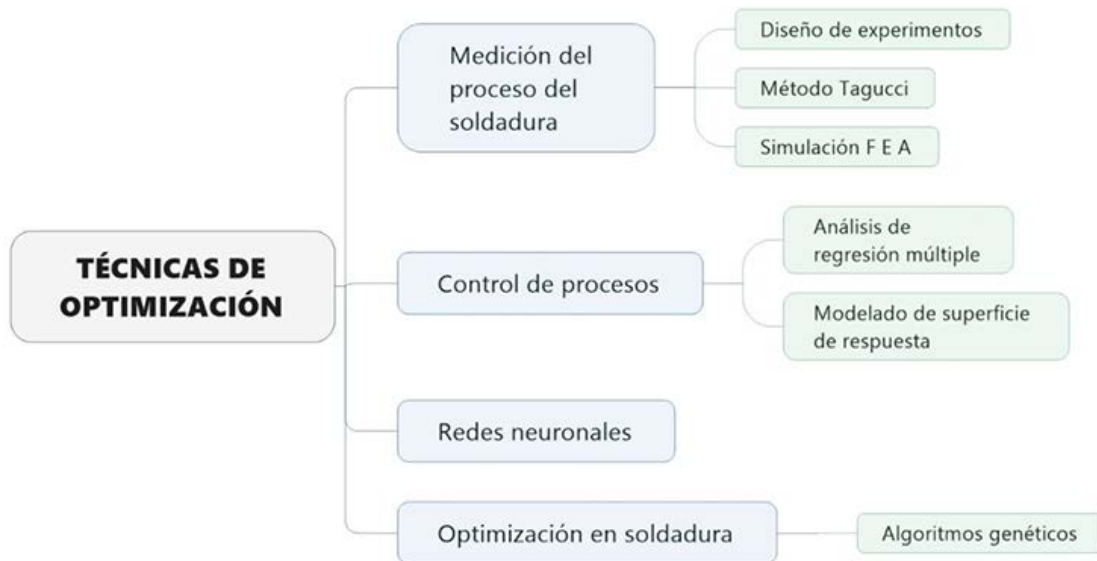 TÉCNICAS DE
OPTIMIZACIÓN
Medición del
proceso del
soldadura
Diseño de experimentos
Método Tagucci
Simulación F E A
Control de procesos
Análisis de
regresión múltiple
Modelado de superficie
de respuesta
Redes neuronales
Optimización en soldadura
Algoritmos genéticos